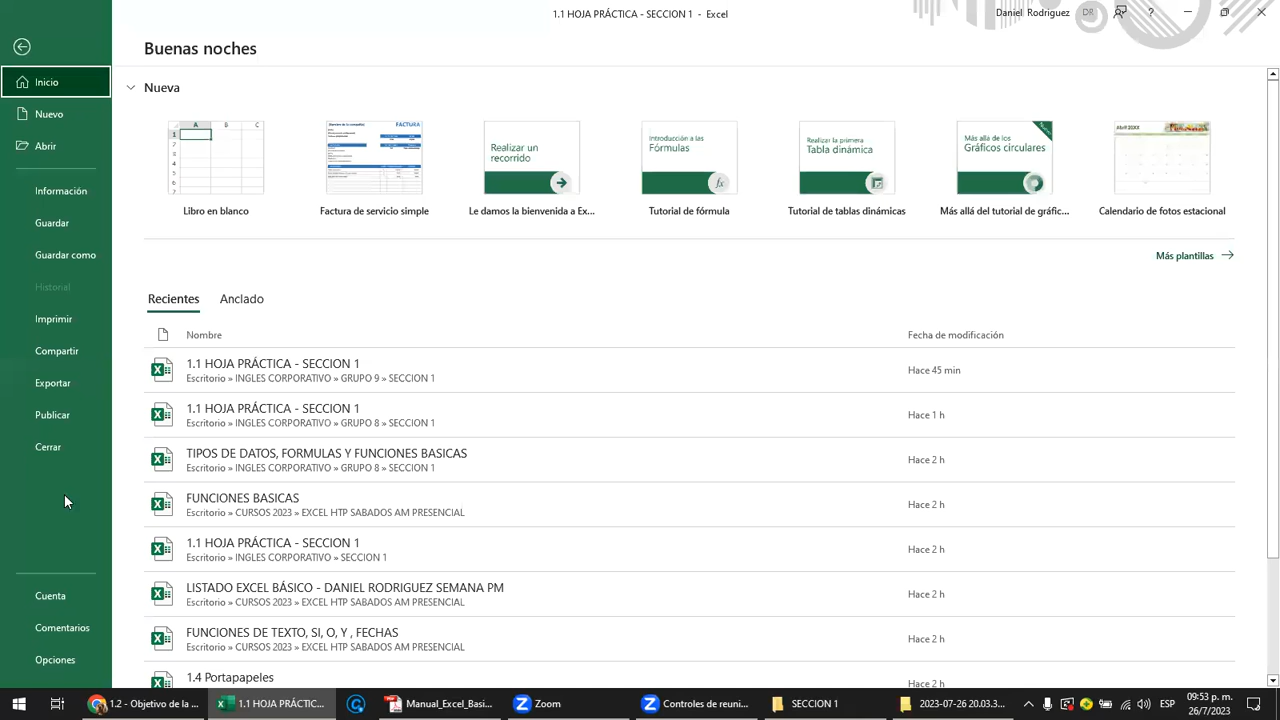 1.1 HOJA PRÁCTICA - SECCION 1 - Excel
Daniel Rodriguez DR ?
Buenas noches
Inicio
Nuevo
Abrir
Información
Guardar
Guardar como
Historial
Imprimir
Compartir
Exportar
Publicar
Cerrar
Cuenta
Comentarios
Opciones
Nueva
A B C
1
2
3
4
5
6
7
FACTURA
Realizar un
recorrido
Introducción a las
Fórmulas
fx
Realizar la primera
Tabla dinámica
Más allá de los
Gráficos circulares
Abril 20XX
Libro en blanco
Factura de servicio simple
Le damos la bienvenida a Ex...
Tutorial de fórmula
Tutorial de tablas dinámicas
Más allá del tutorial de gráfic...
Calendario de fotos estacional
Más plantillas
Recientes Anclado
Nombre Fecha de modificación
1.1 HOJA PRÁCTICA - SECCION 1
Escritorio » INGLES CORPORATIVO » GRUPO 9 » SECCION 1
Hace 45 min
1.1 HOJA PRÁCTICA - SECCION 1
Escritorio » INGLES CORPORATIVO » GRUPO 8 » SECCION 1
Hace 1 h
TIPOS DE DATOS, FORMULAS Y FUNCIONES BASICAS
Escritorio » INGLES CORPORATIVO » GRUPO 8 » SECCION 1
Hace 2 h
FUNCIONES BASICAS
Escritorio » CURSOS 2023 » EXCEL HTP SABADOS AM PRESENCIAL
Hace 2 h
1.1 HOJA PRÁCTICA - SECCION 1
Escritorio » INGLES CORPORATIVO » SECCION 1
Hace 2 h
LISTADO EXCEL BÁSICO - DANIEL RODRIGUEZ SEMANA PM
Escritorio » CURSOS 2023 » EXCEL HTP SABADOS AM PRESENCIAL
Hace 2 h
FUNCIONES DE TEXTO, SI, O, Y , FECHAS
Escritorio » CURSOS 2023 » EXCEL HTP SABADOS AM PRESENCIAL
Hace 2 h
1.4 Portapapeles
Hace 2 h
1.2 - Objetivo de la ...
1.1 HOJA PRÁCTIC...
Manual_Excel_Basi...
Zoom
Controles de reuni...
SECCION 1
2023-07-26 20.03.3...
ESP
09:53 p. m.
26/7/2023